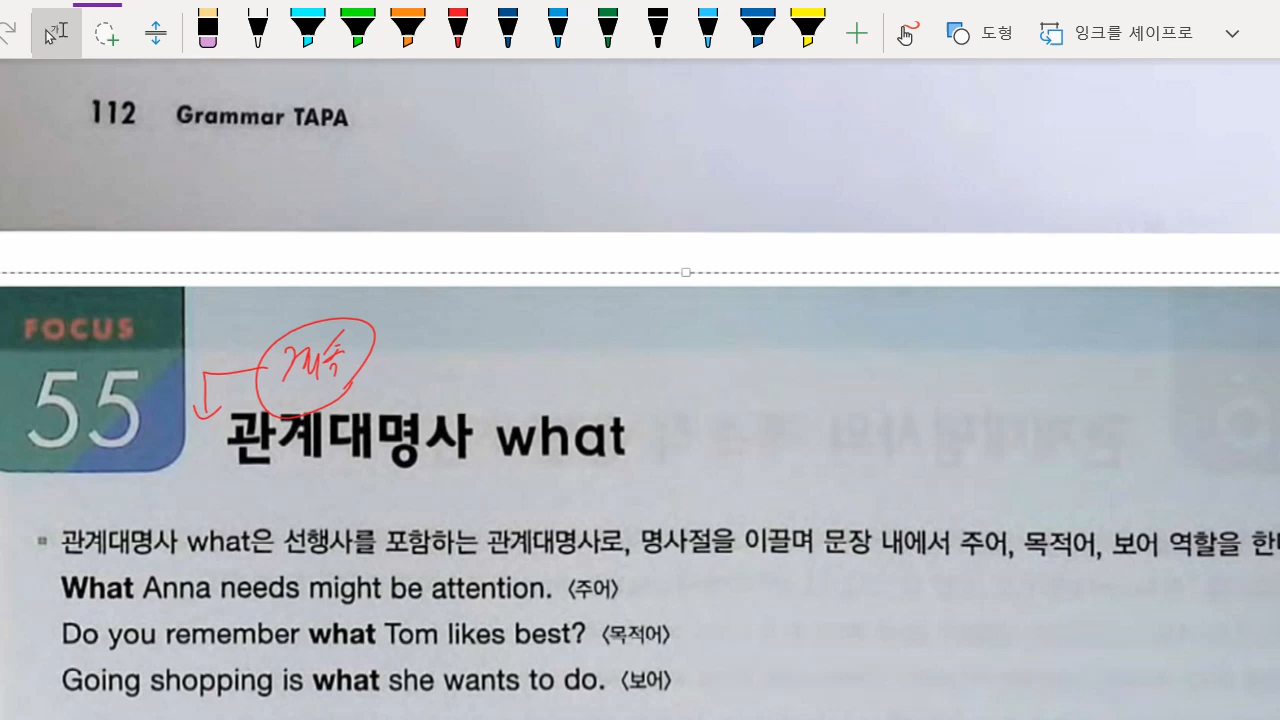 도형
잉크를 셰이프로
112 Grammar TAPA
FOCUS
55
계속
관계대명사 what
관계대명사 what은 선행사를 포함하는 관계대명사로, 명사절을 이끌며 문장 내에서 주어, 목적어, 보어 역할을 한
What Anna needs might be attention. 〈주어〉
Do you remember what Tom likes best? 〈목적어〉
Going shopping is what she wants to do. 〈보어〉